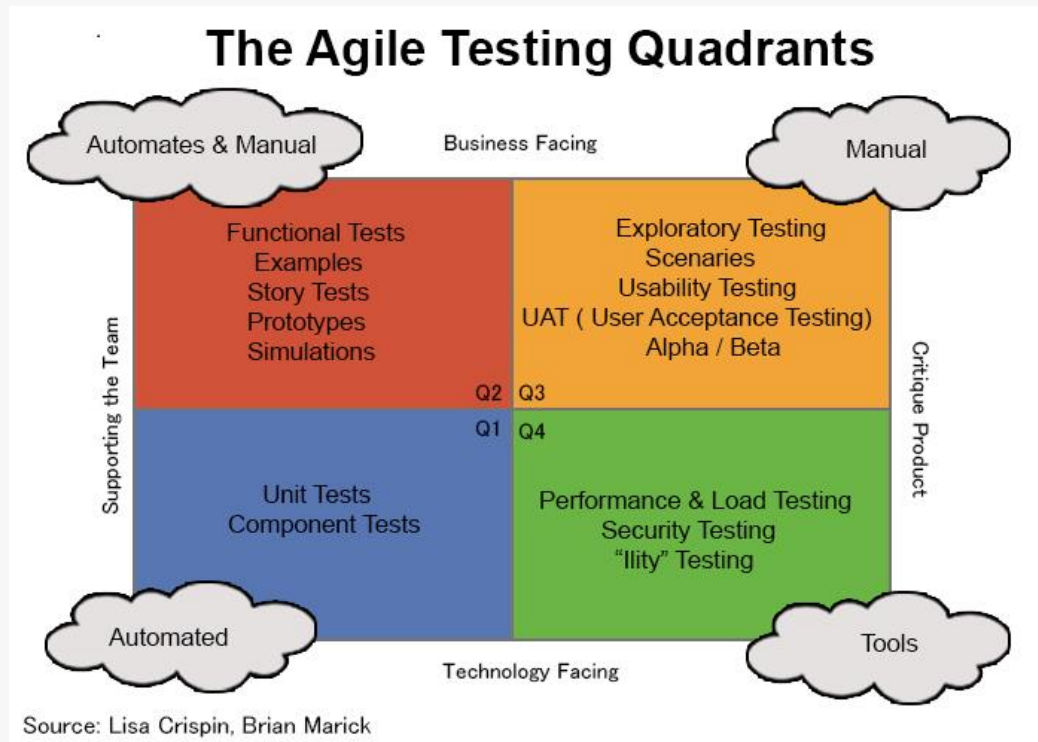 The Agile Testing Quadrants
Automates & Manual
Business Facing
Manual
Functional Tests
Examples
Story Tests
Prototypes
Simulations
Q2
Exploratory Testing
Scenaries
Usability Testing
UAT ( User Acceptance Testing)
Alpha / Beta
Q3
Supporting the Team
Critique Product
Q1
Unit Tests
Component Tests
Q4
Performance & Load Testing
Security Testing
“Ility” Testing
Automated
Technology Facing
Tools
Source: Lisa Crispin, Brian Marick